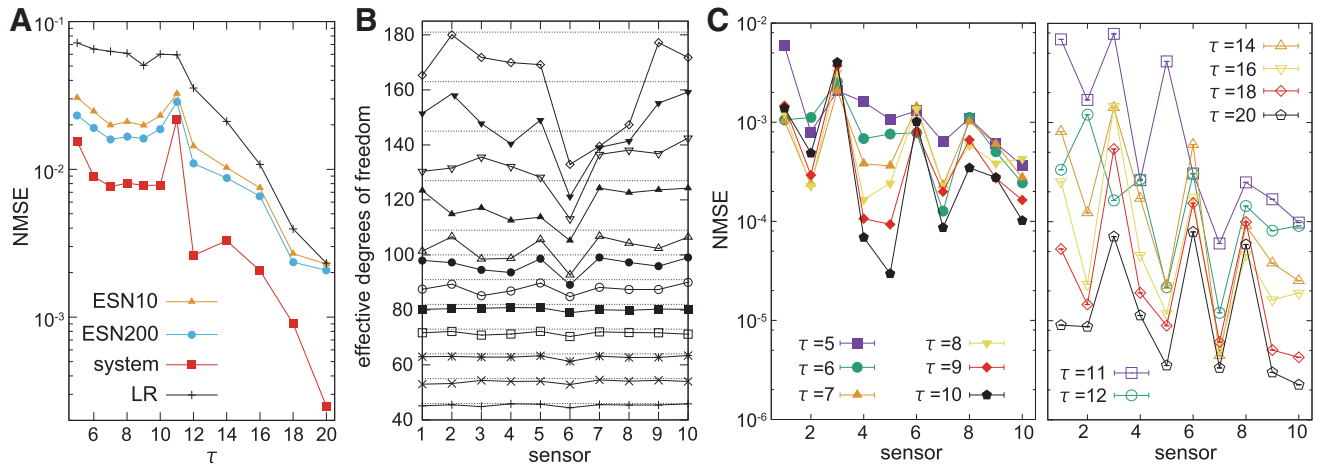 A
NMSE
10⁻¹
10⁻²
10⁻³
ESN10
ESN200
system
LR
6 8 10 12 14 16 18 20
τ
B
effective degrees of freedom
180
160
140
120
100
80
60
40
1 2 3 4 5 6 7 8 9 10
sensor
C
NMSE
10⁻²
10⁻³
10⁻⁴
10⁻⁵
10⁻⁶
τ = 5
τ = 6
τ = 7
τ = 8
τ = 9
τ = 10
2 4 6 8 10
sensor
τ = 14
τ = 16
τ = 18
τ = 20
τ = 11
τ = 12
2 4 6 8 10
sensor